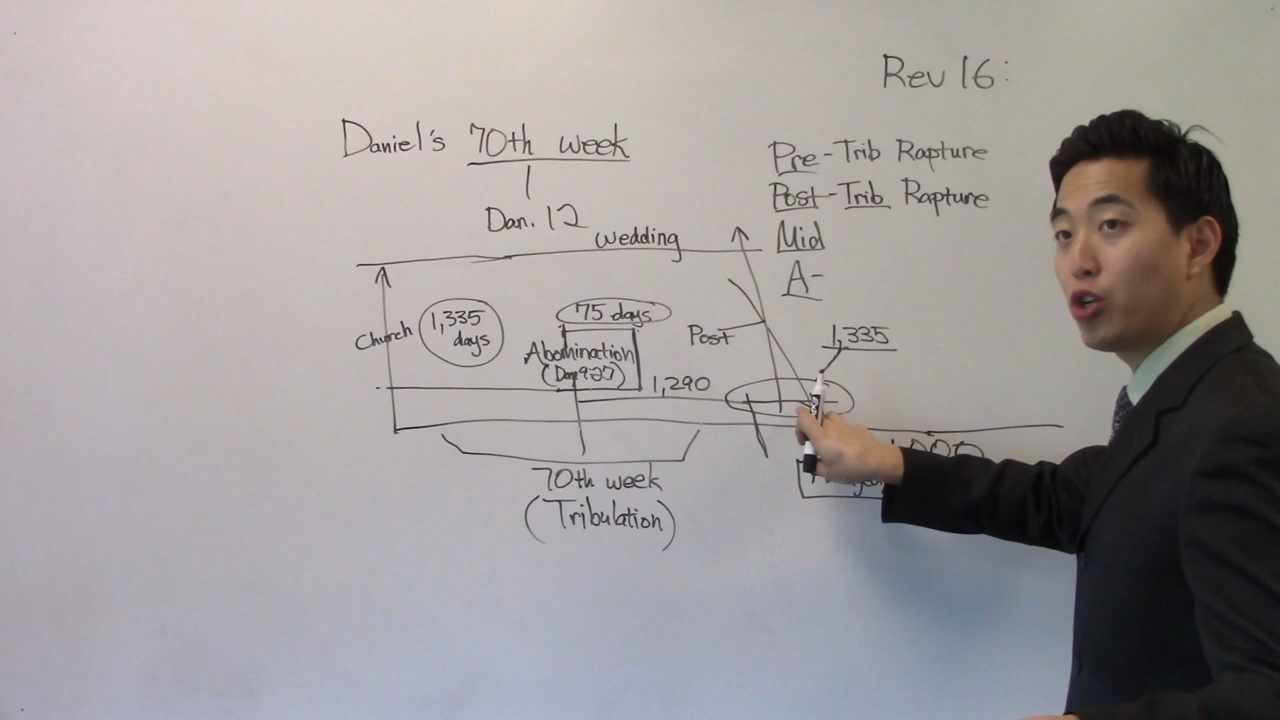 Rev 16:
Daniel's 70th week
Pre-Trib Rapture
Post-Trib Rapture
Dan. 12
wedding
Mid
A-
Church
1,335
days
75 days
Post
1,335
Abomination
(Dan 9:27)
1,290
70th week
(Tribulation)